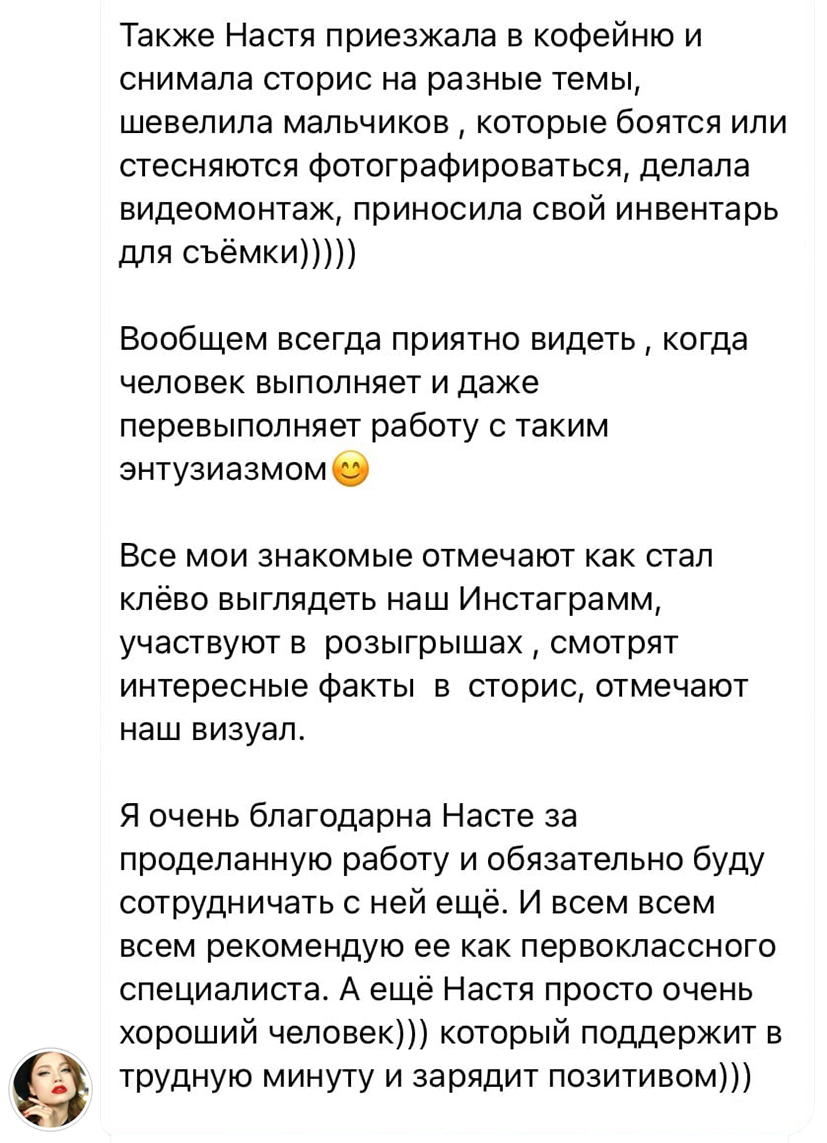 Также Настя приезжала в кофейню и
снимала сторис на разные темы,
шевелила мальчиков , которые боятся или
стесняются фотографироваться, делала
видеомонтаж, приносила свой инвентарь
для съёмки)))))
Вообщем всегда приятно видеть , когда
человек выполняет и даже
перевыполняет работу с таким
энтузиазмом😊
Все мои знакомые отмечают как стал
клёво выглядеть наш Инстаграмм,
участвуют в  розыгрышах , смотрят
интересные факты  в  сторис, отмечают
наш визуал.
Я очень благодарна Насте за
проделанную работу и обязательно буду
сотрудничать с ней ещё. И всем всем
всем рекомендую ее как первоклассного
специалиста. А ещё Настя просто очень
хороший человек))) который поддержит в
трудную минуту и зарядит позитивом)))